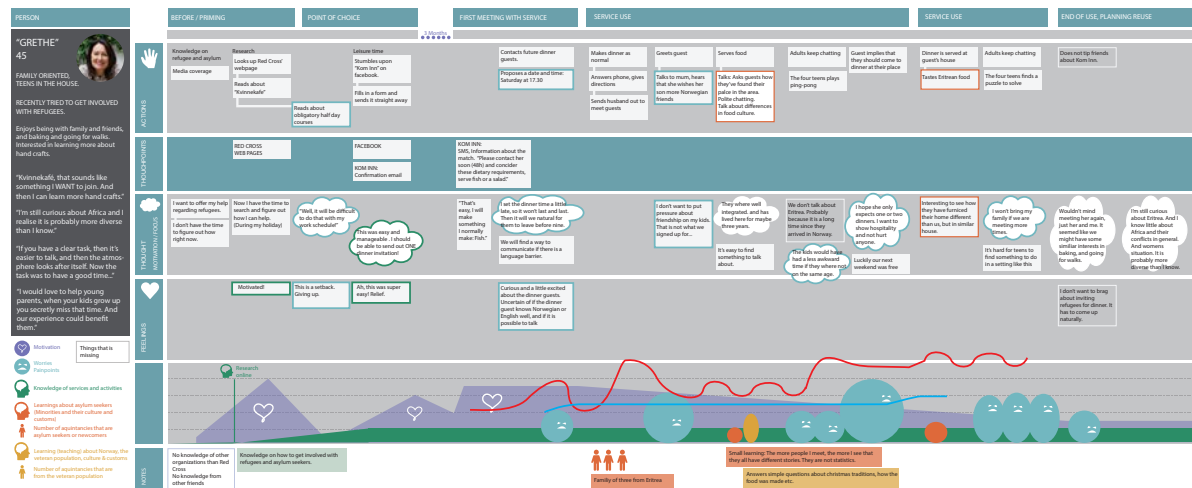 PERSON
BEFORE / PRIMING
POINT OF CHOICE
FIRST MEETING WITH SERVICE
SERVICE USE
SERVICE USE
END OF USE, PLANNING REUSE
3 Months
“GRETHE”
45
FAMILY ORIENTED,
TEENS IN THE HOUSE.
RECENTLY TRIED TO GET INVOLVED
WITH REFUGEES.
Enjoys being with family and friends,
and baking and going for walks.
Interested in learning more about
hand crafts.
“Kvinnekafé, that sounds like
something I WANT to join. And
then I can learn more hand crafts.”
“I’m still curious about Africa and I
realise it is probably more diverse
than I know.”
“If you have a clear task, then it’s
easier to talk, and then the atmos-
phere looks after itself. Now the
task was to have a good time...”
“I would to love to help young
parents, when your kids grow up
you secretly miss that time. And
our experience could benefit
them.”
Motivation
Things that is
missing
Worries
Painpoints
Knowledge of services and activities
Learnings about asylum seekers
(Minorities and their culture and
customs)
Number of aquintancies that are
asylum seekers or newcomers
Learning (teaching) about Norway, the
veteran population, culture & customs
Number of aquintancies that are
from the veteran population
ACTIONS
Knowledge on
refugee and asylum
Media coverage
Research
Looks up Red Cross’
webpage
Reads about
“Kvinnekafe”
Reads about
obligatory half day
courses
Leisure time
Stumbles upon
“Kom Inn” on
facebook.
Fills in a form and
sends it straight away
Contacts future dinner
guests.
Proposes a date and time:
Saturday at 17.30
Makes dinner as
normal
Answers phone, gives
directions
Sends husband out to
meet guests
Greets guest
Talks to mum, hears
that she wishes her
son more Norwegian
friends
Serves food
Talks: Asks guests how
they’ve found their
palce in the area.
Polite chatting.
Talk about differences
in food culture.
Adults keep chatting
The four teens plays
ping-pong
Guest implies that
they should come to
dinner at their place
Dinner is served at
guest’s house
Tastes Eritrean food
Adults keep chatting
The four teens finds a
puzzle to solve
Does not tip friends
about Kom Inn.
THOUCHPOINTS
RED CROSS
WEB PAGES
FACEBOOK
KOM INN:
Confirmation email
KOM INN:
SMS, Information about the
match. “Please contact her
soon (48h) and concider
these dietary requirements,
serve fish or a salad.”
THOUGHT
MOTIVATION / FOCUS
I want to offer my help
regarding refugees.
I don’t have the time
to figure out how
right now.
Now I have the time to
search and figure out
how I can help.
(During my holiday)
“Well, it will be difficult
to do that with my
work schedule!”
This was easy and
manageable . I should
be able to serve out ONE
dinner invitation!
“That’s
easy, I will
make
something
I normally
make: Fish.”
I set the dinner time a little
late, so it won’t last and last.
Then it will we natural for
them to leave before nine.
We will find a way to
communicate if there is a
language barrier.
I don’t want to put
pressure about
friendship on my kids.
That is not what we
signed up for...
They where well
integrated, and has
lived here for maybe
three years.
It’s easy to find
something to talk
about.
We don’t talk about
Eritrea. Probably
because it is a long
time since they
arrived in Norway.
The kids would have
had a less awkward
time if they where not
on the same age.
I hope she only
expects one or two
dinners. I want to
show hospitality
and not hurt
anyone.
Luckily our next
weekend was free
Interesting to see how
they have furniced
their home different
than us, but in similar
house.
I won’t bring my
family if we are
meeting more
times.
It’s hard for teens to
find something to do
in a setting like this
Wouldn’t mind
meeting her again,
just her and me. It
seemed like we
might have some
similar interests in
baking, and going
for walks.
I’m still curious
about Eritrea. And I
know little about
Africa and their
conflicts in general.
And womens
situation. It is
probably more
diverse than I know.
FEELINGS
Motivated!
This is a setback.
Giving up.
Ah, this was super
easy! Relief.
Curious and a little excited
about the dinner guests.
Uncertain of if the dinner
guest knows Norwegian or
English well, and if it is
possible to talk
I don’t want to brag
about inviting
refugees for dinner. It
has to come up
naturally.
Research
online
NOTES
No knowledge of other
organizations than Red
Cross
No knowledge from
other friends
Knowledge on how to get involved with
refugees and asylum seekers.
Familiy of three from Eritrea
Small learning: The more people I meet, the more I see that
they all have different stories. They are not statistics.
Answers simple questions about christmas traditions, how the
food was made etc.